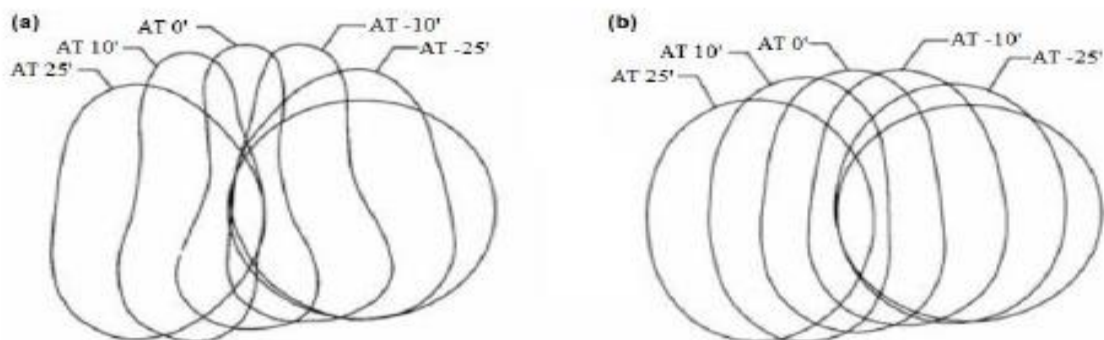 (a)
AT 0'
AT -10'
AT 10'
AT -25'
AT 25'
(b)
AT 0'
AT -10'
AT 10'
AT -25'
AT 25'